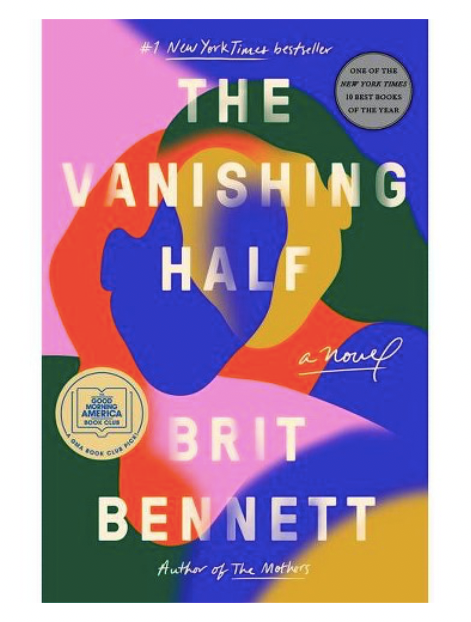 #1 New York Times bestseller
ONE OF THE
NEW YORK TIMES
10 BEST BOOKS
OF THE YEAR
THE
VANISHING
HALF
a novel
GOOD
MORNING
AMERICA
BOOK CLUB
A GMA BOOK CLUB PICK
BRIT
BENNETT
Author of The Mothers